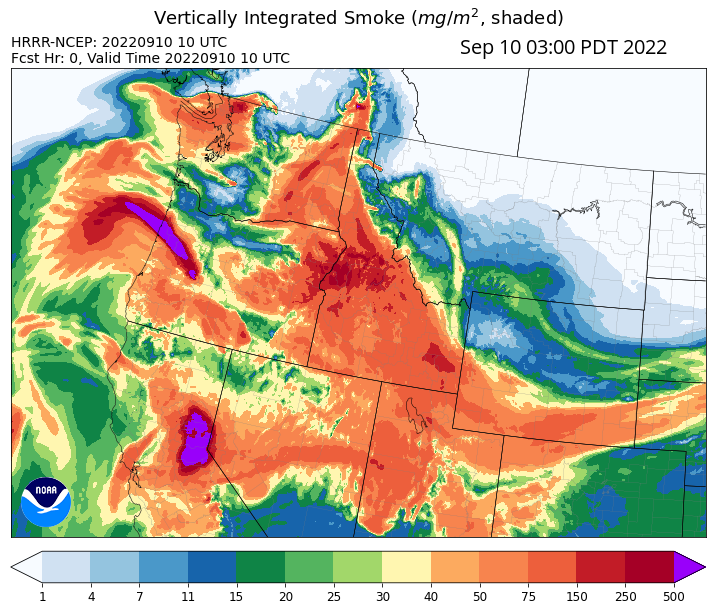 Vertically Integrated Smoke (mg/m², shaded)
HRRR-NCEP: 20220910 10 UTC
Sep 10 03:00 PDT 2022
Fcst Hr: 0, Valid Time 20220910 10 UTC
NOAA
1 4 7 11 15 20 25 30 40 50 75 150 250 500